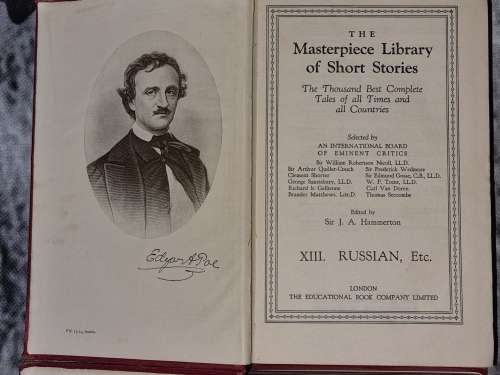 Edgar A Poe
THE
Masterpiece Library
of Short Stories
The Thousand Best Complete
Tales of all Times and
all Countries
Selected by
AN INTERNATIONAL BOARD
OF EMINENT CRITICS
Sir William Robertson Nicoll, LL.D.
Sir Arthur Quiller-Couch Sir Frederick Wedmore
Clement Shorter Sir Edmund Gosse, C.B., LL.D.
George Saintsbury, LL.D. W. P. Trent, LL.D.
Richard le Gallienne Carl Van Doren
Brander Matthews, Litt.D. Thomas Seccombe
Edited by
Sir J. A. Hammerton
XIII. RUSSIAN, Etc.
LONDON
THE EDUCATIONAL BOOK COMPANY LIMITED